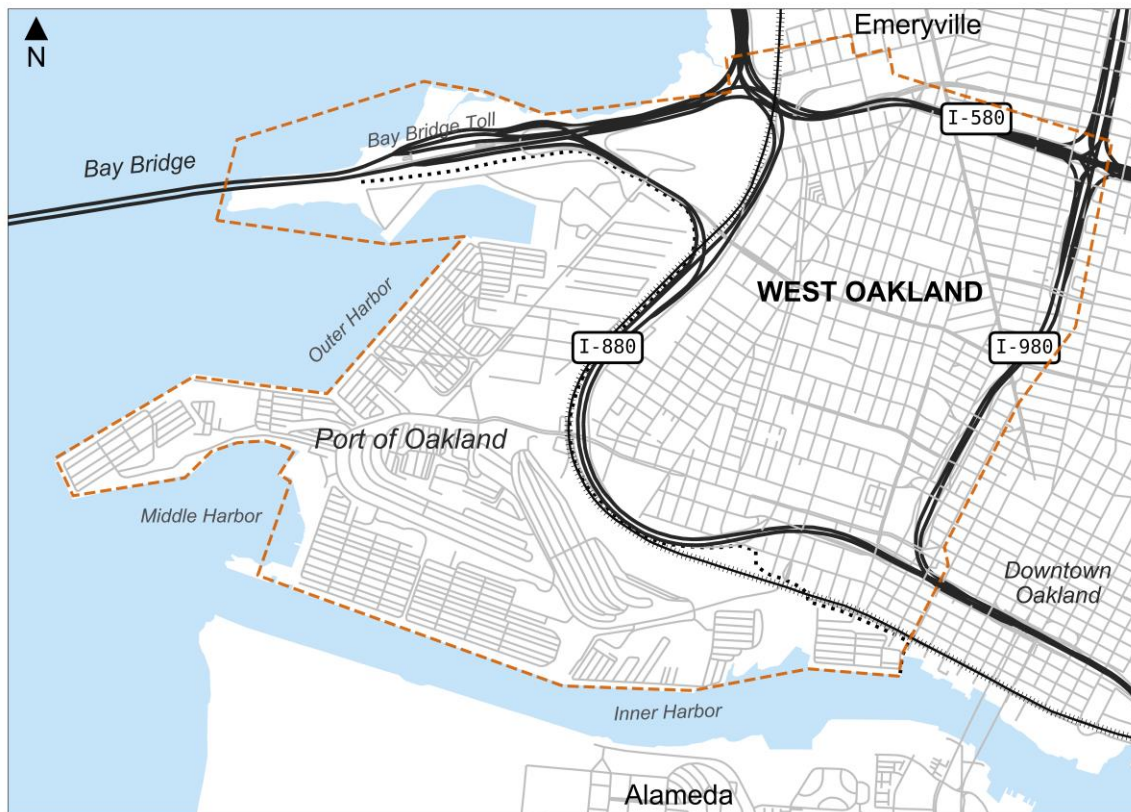 N
Emeryville
I-580
Bay Bridge Toll
Bay Bridge
WEST OAKLAND
Outer Harbor
I-880
I-980
Port of Oakland
Middle Harbor
Downtown
Oakland
Inner Harbor
Alameda